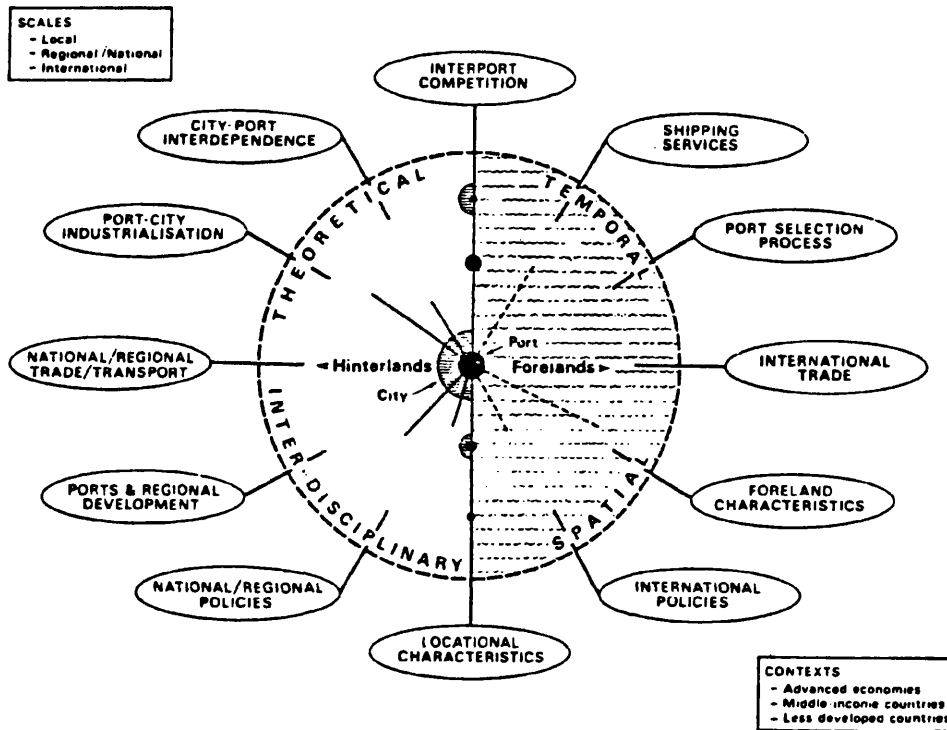 SCALES
- Local
- Regional/National
- International
INTERPORT
COMPETITION
CITY-PORT
INTERDEPENDENCE
SHIPPING
SERVICES
PORT-CITY
INDUSTRIALISATION
PORT SELECTION
PROCESS
THEORETICAL
TEMPORAL
NATIONAL/REGIONAL
TRADE/TRANSPORT
Hinterlands
City
Port
Forelands
INTERNATIONAL
TRADE
INTER-DISCIPLINARY
SPATIAL
PORTS & REGIONAL
DEVELOPMENT
FORELAND
CHARACTERISTICS
NATIONAL/REGIONAL
POLICIES
INTERNATIONAL
POLICIES
LOCATIONAL
CHARACTERISTICS
CONTEXTS
- Advanced economies
- Middle-income countries
- Less developed countries